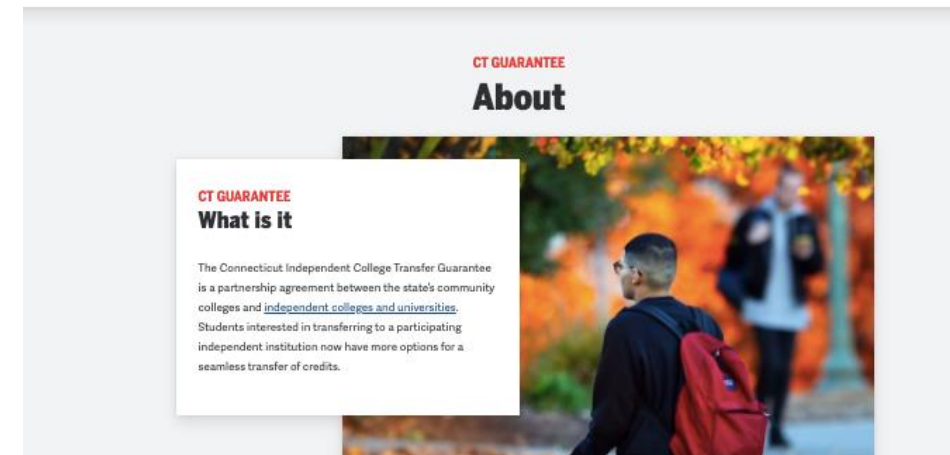 CT GUARANTEE
About
CT GUARANTEE
What is it
The Connecticut Independent College Transfer Guarantee
is a partnership agreement between the state's community
colleges and independent colleges and universities.
Students interested in transferring to a participating
independent institution now have more options for a
seamless transfer of credits.